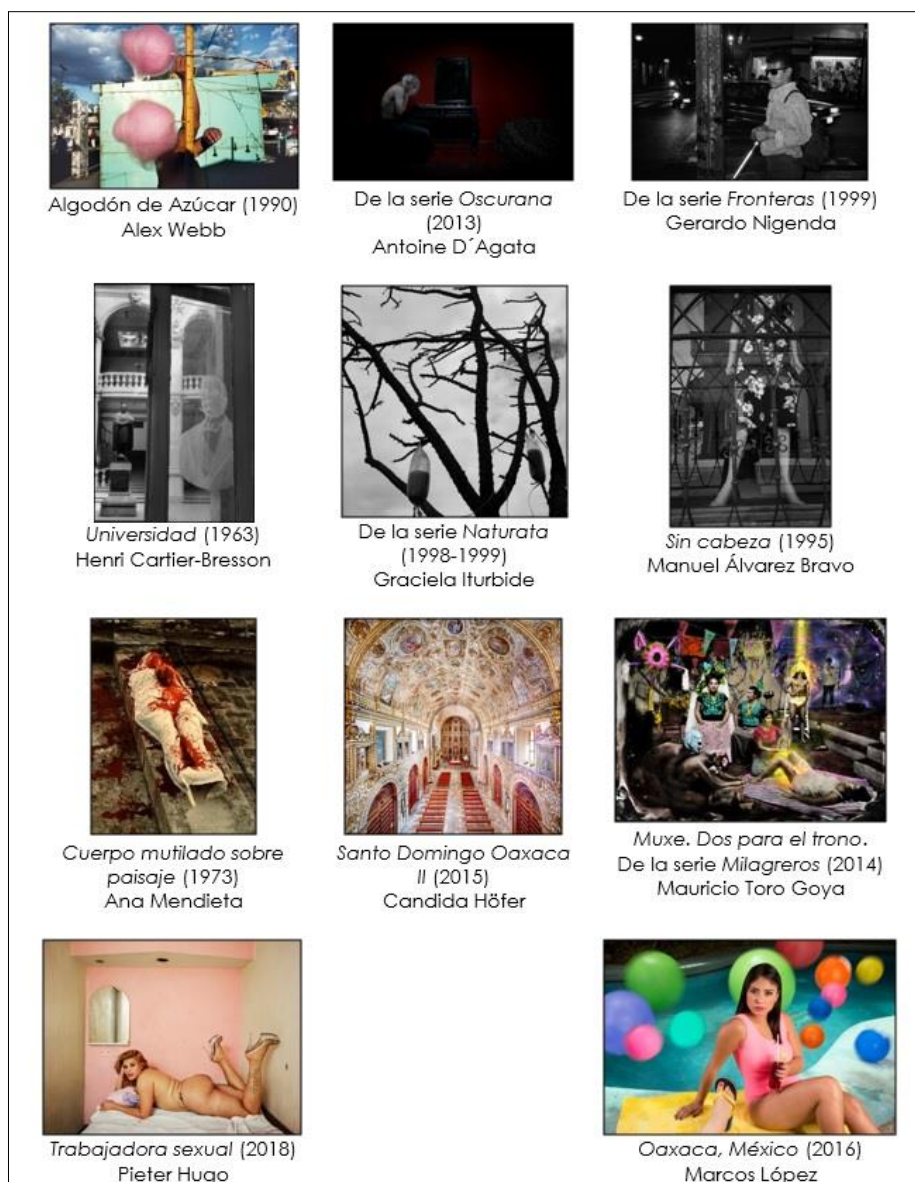 Algodón de Azúcar (1990)
Alex Webb
De la serie Oscurana
(2013)
Antoine D´Agata
De la serie Fronteras (1999)
Gerardo Nigenda
Universidad (1963)
Henri Cartier-Bresson
De la serie Naturata
(1998-1999)
Graciela Iturbide
Sin cabeza (1995)
Manuel Álvarez Bravo
Cuerpo mutilado sobre
paisaje (1973)
Ana Mendieta
Santo Domingo Oaxaca
II (2015)
Candida Höfer
Muxe. Dos para el trono.
De la serie Milagreros (2014)
Mauricio Toro Goya
Trabajadora sexual (2018)
Pieter Hugo
Oaxaca, México (2016)
Marcos López